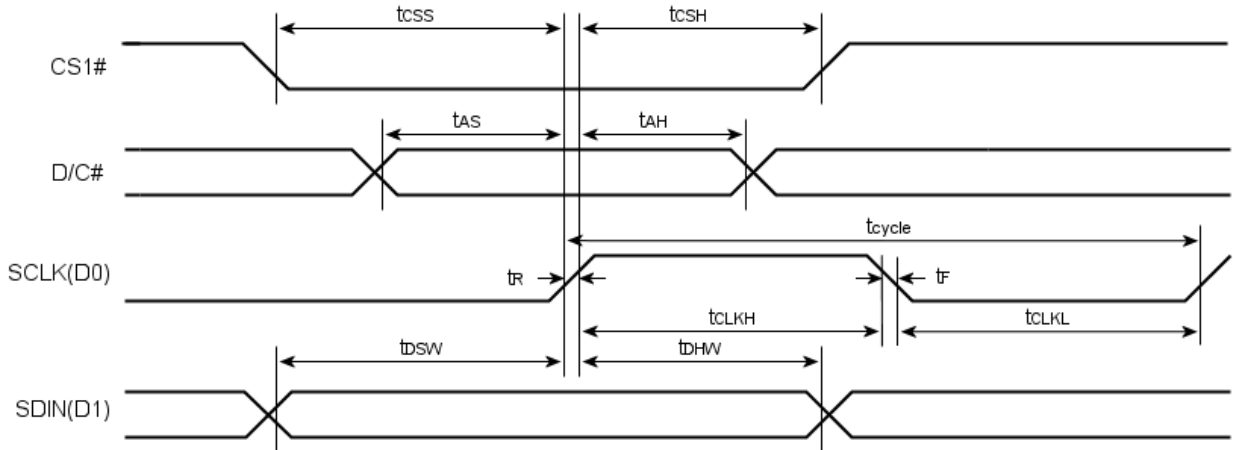 tCSS tCSH
CS1#
tAS tAH
D/C#
tcycle
SCLK(D0) tR tF
tCLKH tCLKL
tDSW tDHW
SDIN(D1)